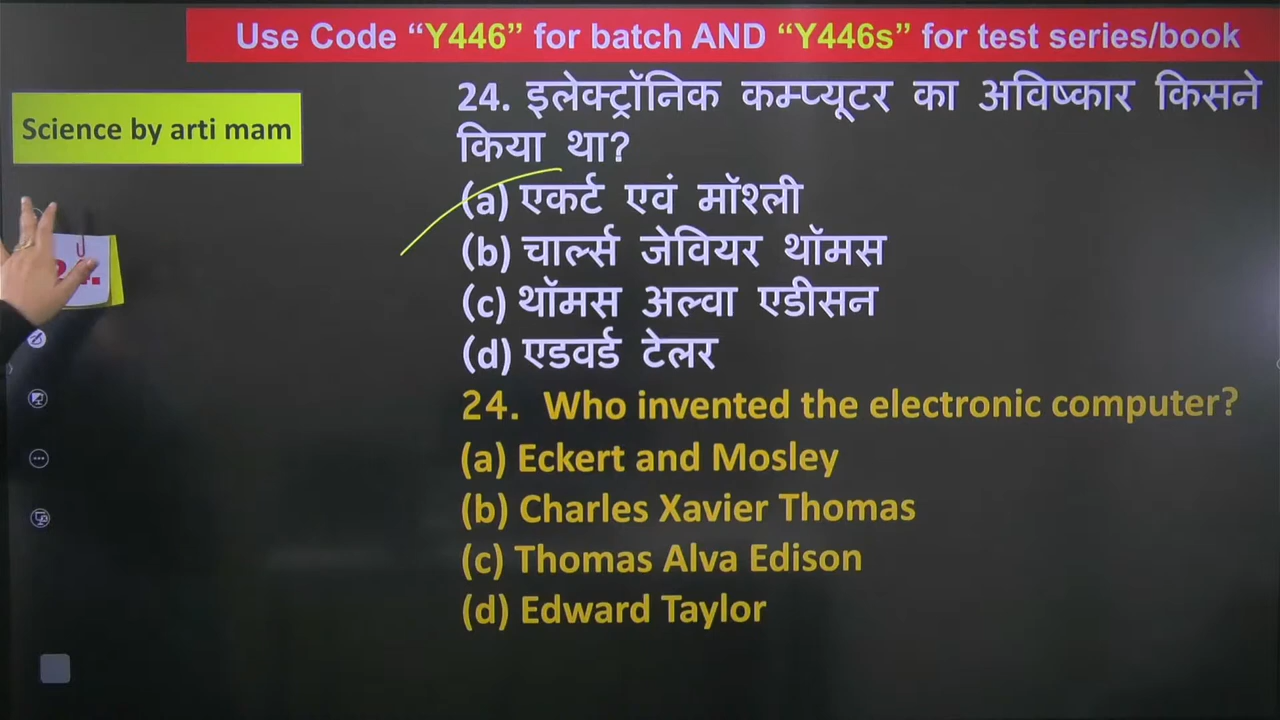 Use Code “Y446” for batch AND “Y446s” for test series/book
Science by arti mam
24. इलेक्ट्रॉनिक कम्प्यूटर का अविष्कार किसने
किया था?
(a) एकर्ट एवं मॉश्ली
(b) चार्ल्स जेवियर थॉमस
(c) थॉमस अल्वा एडीसन
(d) एडवर्ड टेलर
24. Who invented the electronic computer?
(a) Eckert and Mosley
(b) Charles Xavier Thomas
(c) Thomas Alva Edison
(d) Edward Taylor